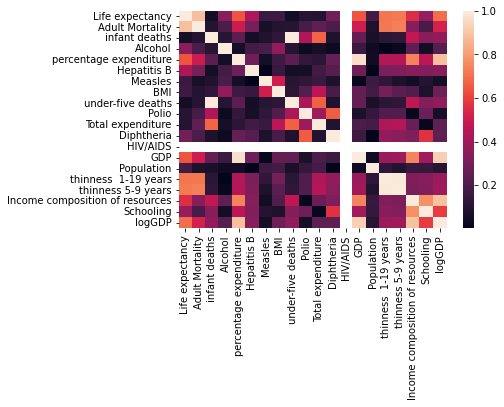 Life expectancy
Adult Mortality
infant deaths
Alcohol
percentage expenditure
Hepatitis B
Measles
BMI
under-five deaths
Polio
Total expenditure
Diphtheria
HIV/AIDS
GDP
Population
thinness 1-19 years
thinness 5-9 years
Income composition of resources
Schooling
logGDP
Life expectancy
Adult Mortality
infant deaths
Alcohol
percentage expenditure
Hepatitis B
Measles
BMI
under-five deaths
Polio
Total expenditure
Diphtheria
HIV/AIDS
GDP
Population
thinness 1-19 years
thinness 5-9 years
Income composition of resources
Schooling
logGDP
1.0
0.8
0.6
0.4
0.2